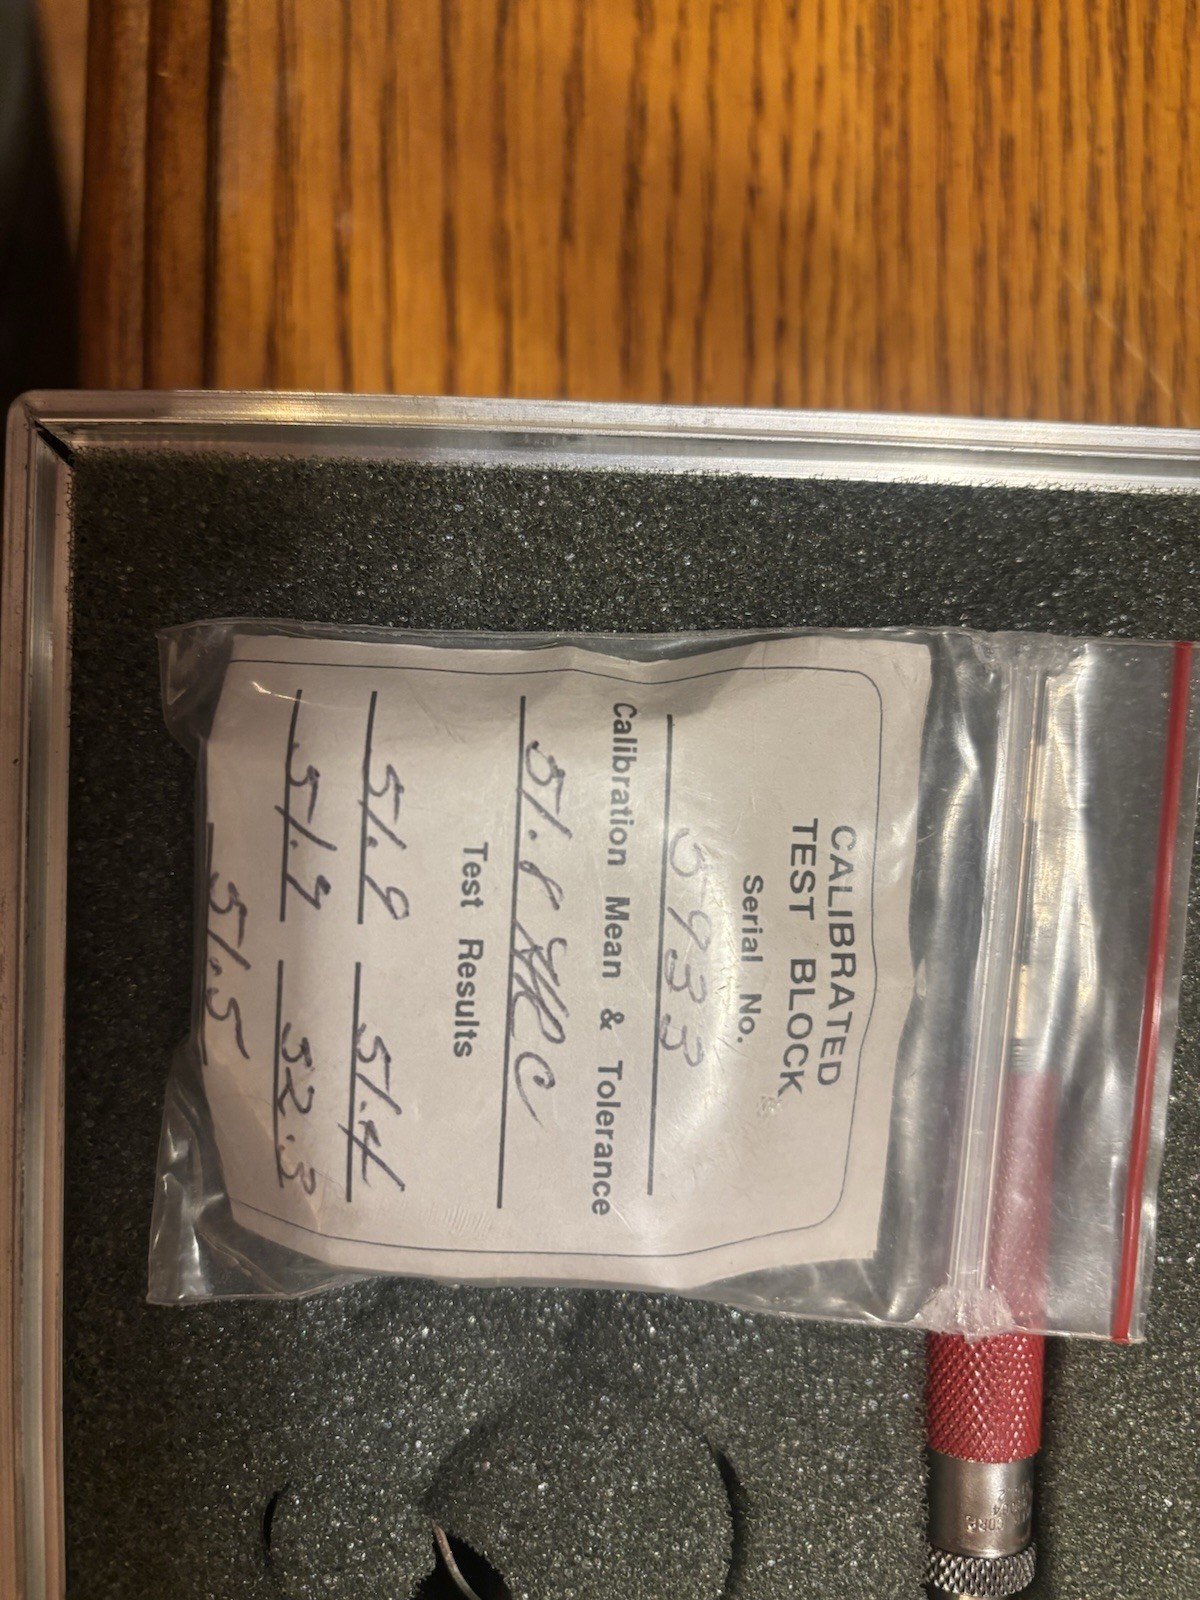 CALIBRATED
TEST BLOCK
Serial No.
5933
Calibration Mean & Tolerance
51.8 HRC
Test Results
51.9 51.4
51.9 52.3
51.5